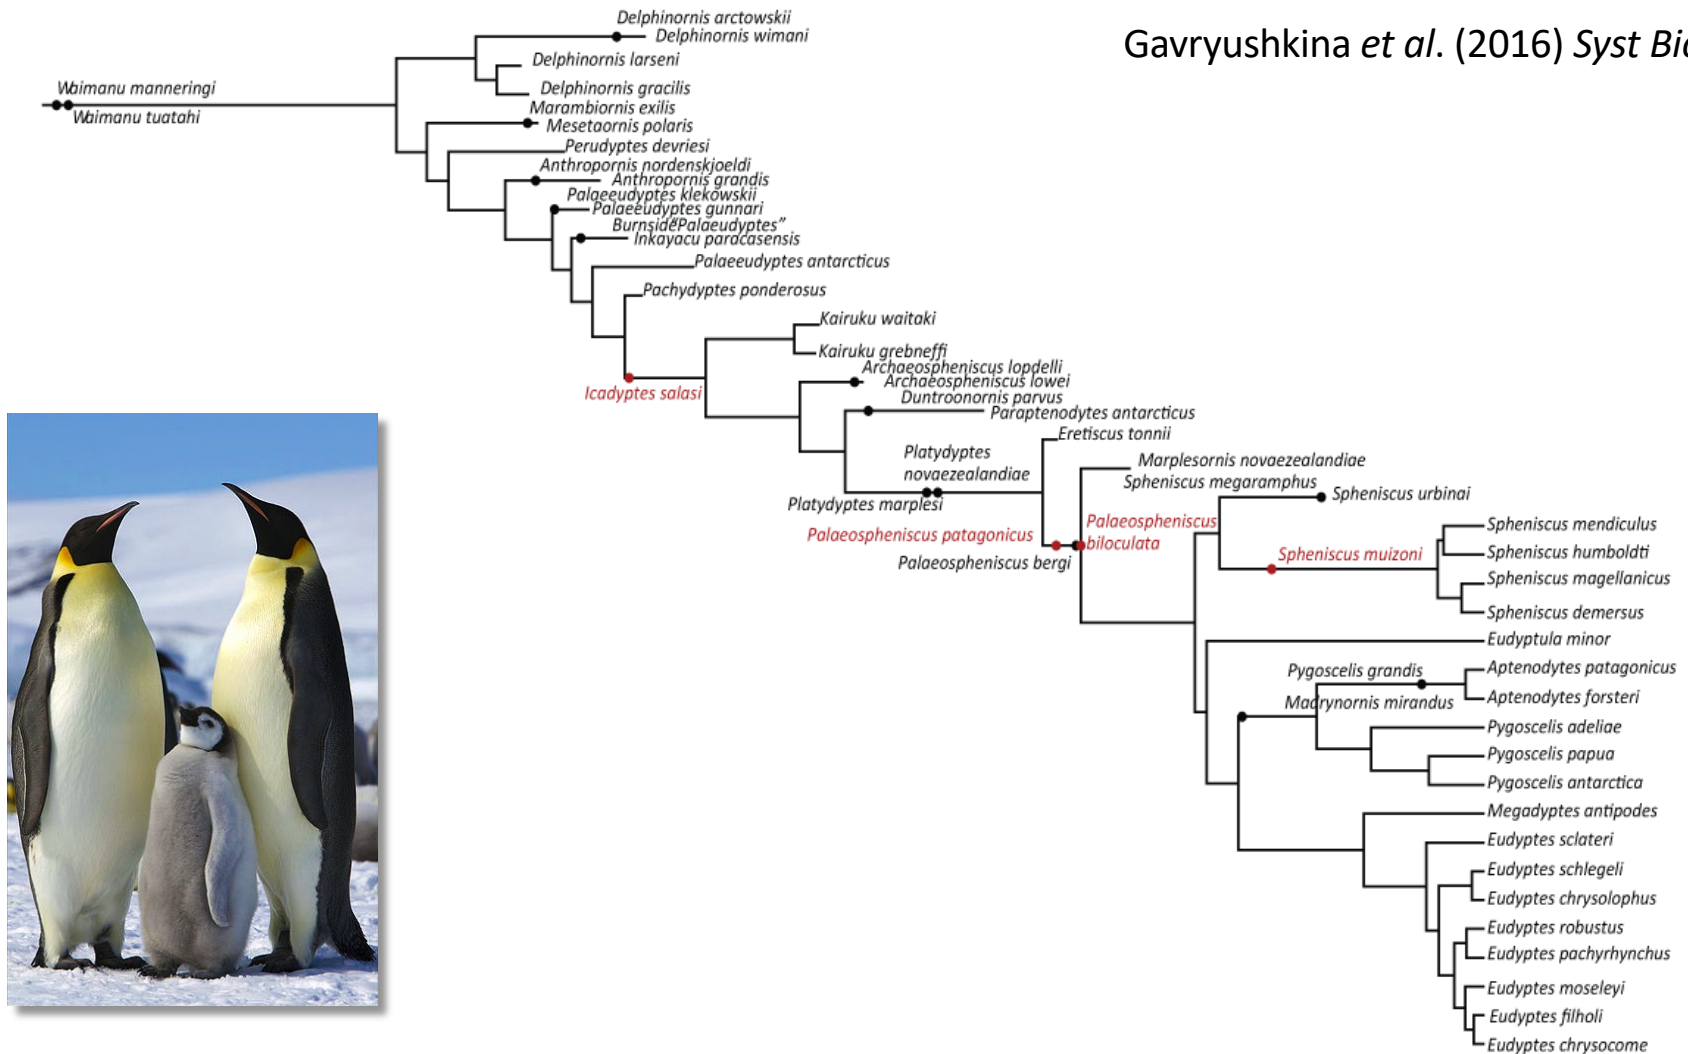 Gavryushkina et al. (2016) Syst Bio
Delphinornis arctowskii
Delphinornis wimani
Delphinornis larseni
Delphinornis gracilis
Waimanu manneringi
Waimanu tuatahi
Marambiornis exilis
Mesetaornis polaris
Perudyptes devriesi
Anthropornis nordenskjoeldi
Anthropornis grandis
Palaeeudyptes klekowskii
Palaeeudyptes gunnari
Burnside"Palaeudyptes"
Inkayacu paracasensis
Palaeeudyptes antarcticus
Pachydyptes ponderosus
Kairuku waitaki
Kairuku grebneffi
Icadyptes salasi
Archaeospheniscus lopdelli
Archaeospheniscus lowei
Duntroonornis parvus
Paraptenodytes antarcticus
Eretiscus tonnii
Platydyptes
novaezealandiae
Platydyptes marplesi
Marplesornis novaezealandiae
Spheniscus megaramphus
Spheniscus urbinai
Palaeospheniscus patagonicus
Palaeospheniscus
biloculata
Palaeospheniscus bergi
Spheniscus muizoni
Spheniscus mendiculus
Spheniscus humboldti
Spheniscus magellanicus
Spheniscus demersus
Eudyptula minor
Pygoscelis grandis
Aptenodytes patagonicus
Madrynornis mirandus
Aptenodytes forsteri
Pygoscelis adeliae
Pygoscelis papua
Pygoscelis antarctica
Megadyptes antipodes
Eudyptes sclateri
Eudyptes schlegeli
Eudyptes chrysolophus
Eudyptes robustus
Eudyptes pachyrhynchus
Eudyptes moseleyi
Eudyptes filholi
Eudyptes chrysocome